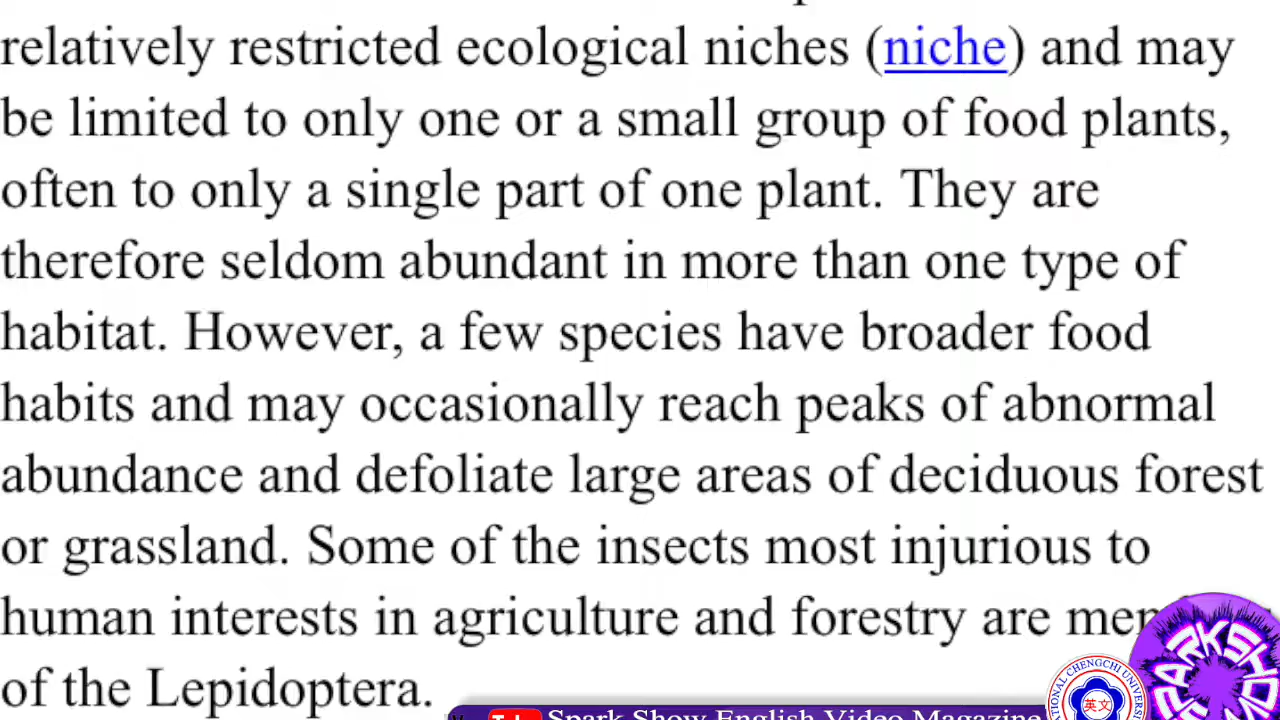 relatively restricted ecological niches (niche) and may
be limited to only one or a small group of food plants,
often to only a single part of one plant. They are
therefore seldom abundant in more than one type of
habitat. However, a few species have broader food
habits and may occasionally reach peaks of abnormal
abundance and defoliate large areas of deciduous forest
or grassland. Some of the insects most injurious to
human interests in agriculture and forestry are
of the Lepidoptera.
Spark Show English Video Magazine
英文